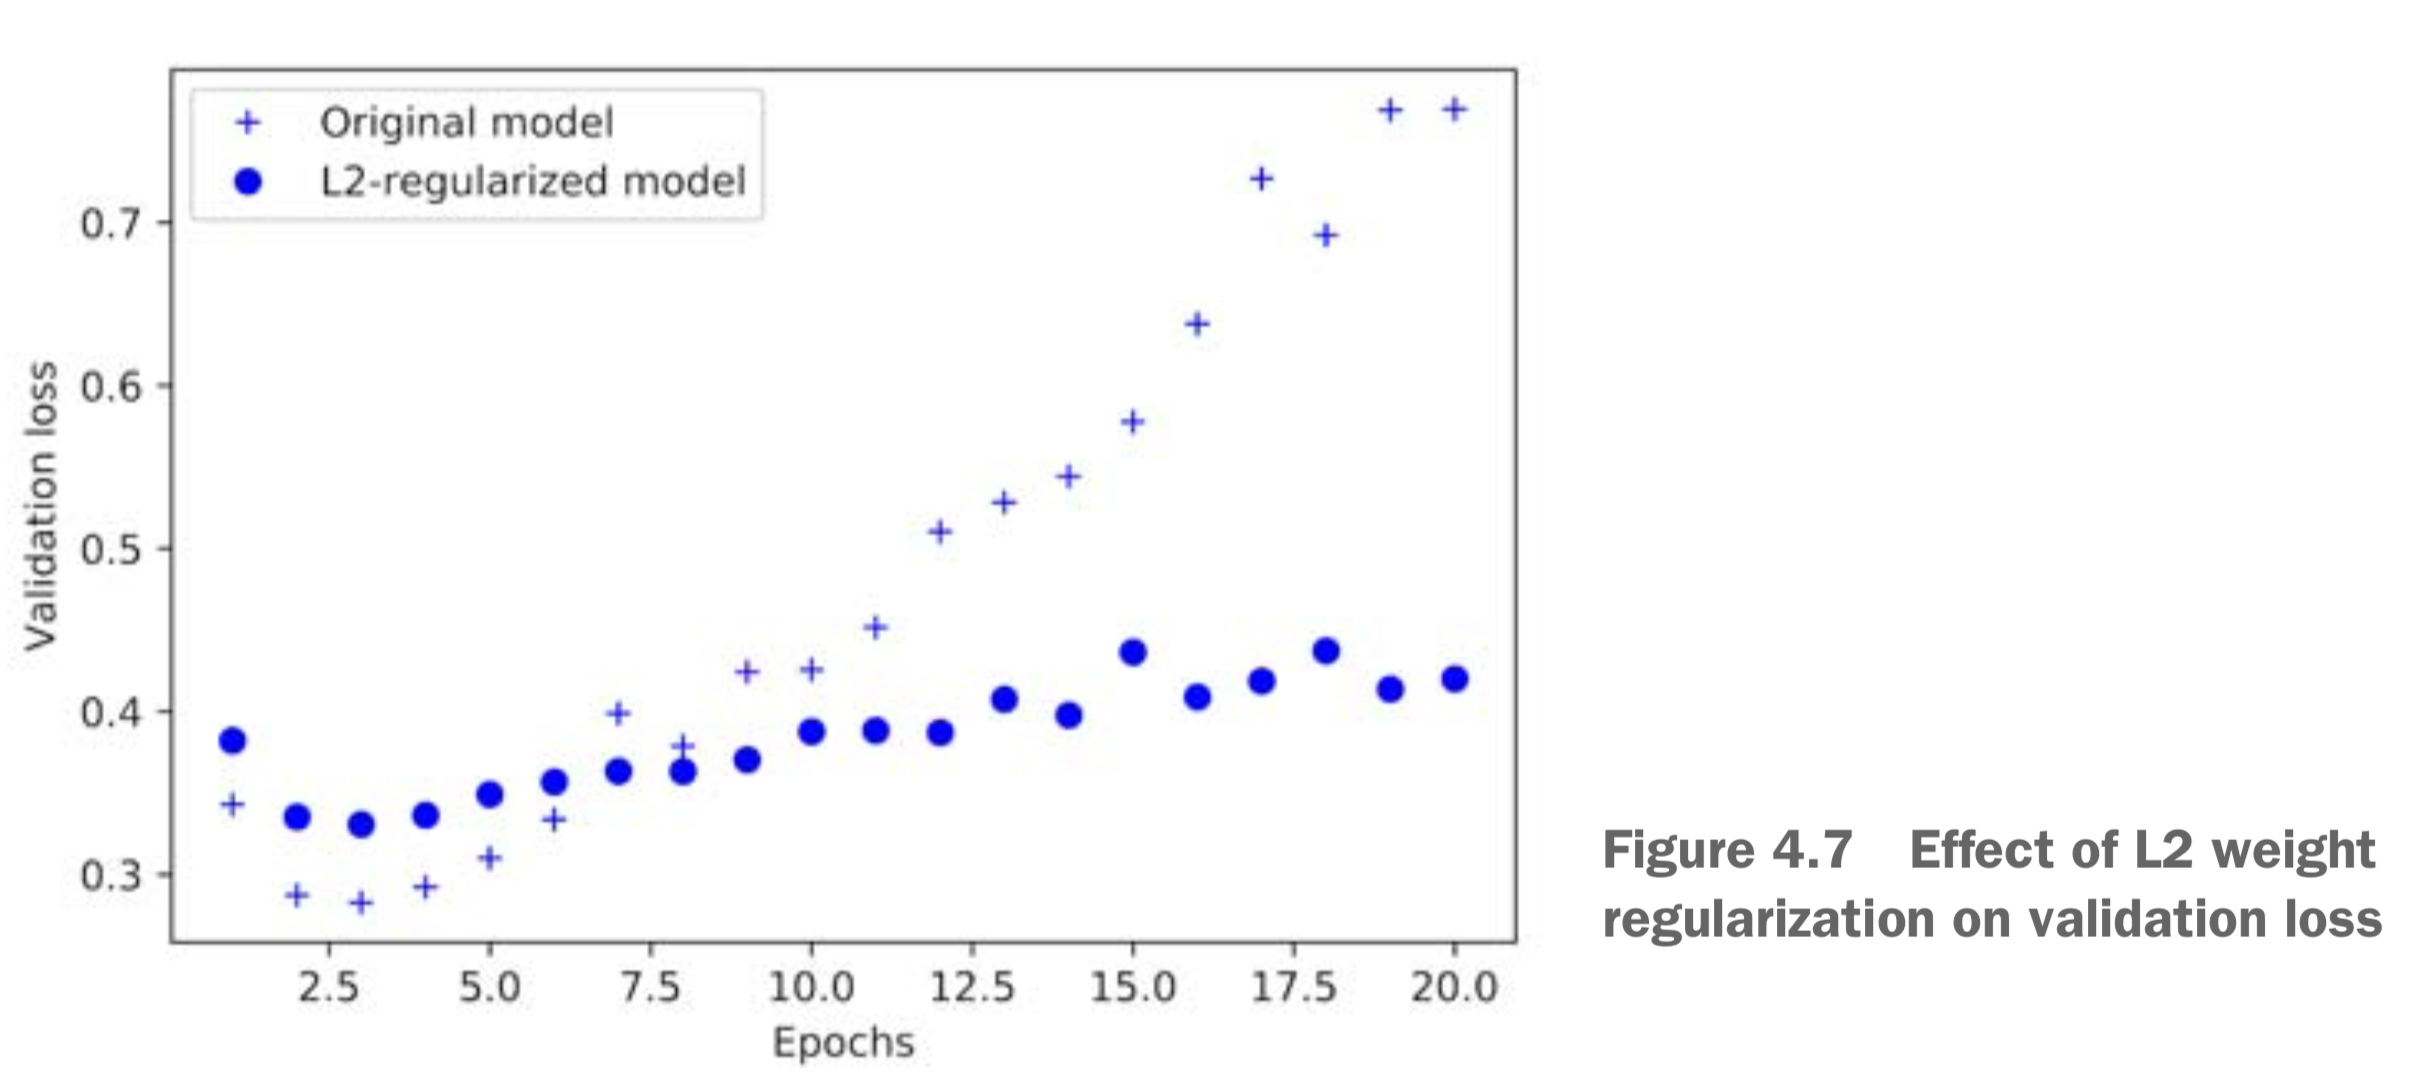 Original model
L2-regularized model
0.7
0.6
0.5
0.4
0.3
Validation loss
2.5 5.0 7.5 10.0 12.5 15.0 17.5 20.0
Epochs
Figure 4.7 Effect of L2 weight
regularization on validation loss